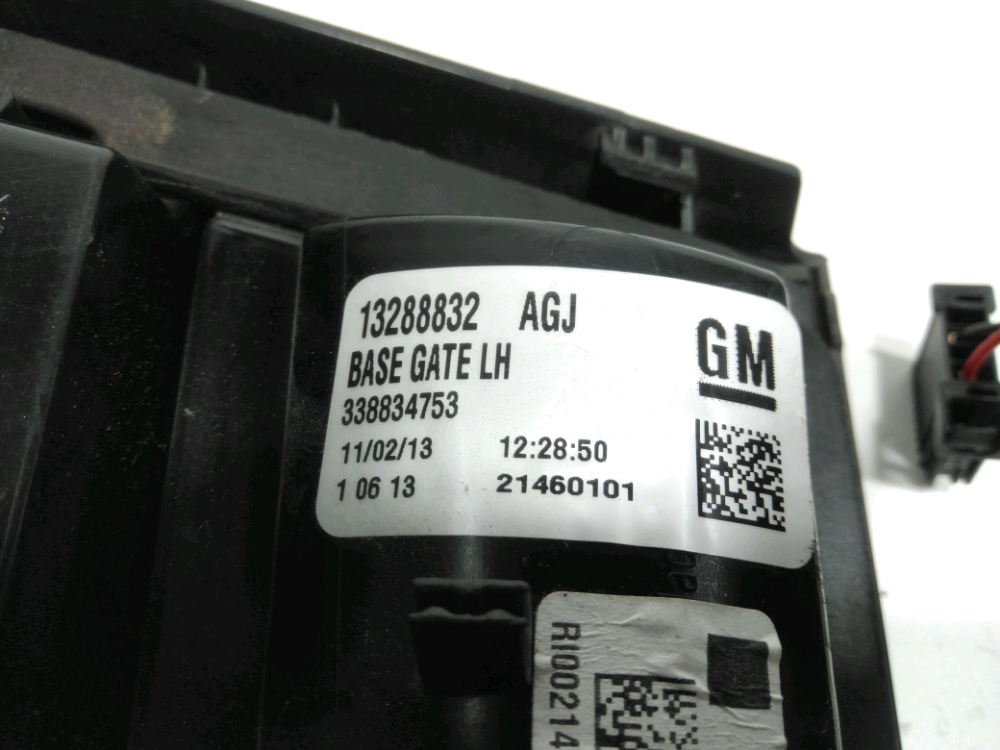 13288832 AGJ
GM
BASE GATE LH
338834753
11/02/13 12:28:50
1 06 13 21460101
RI00214